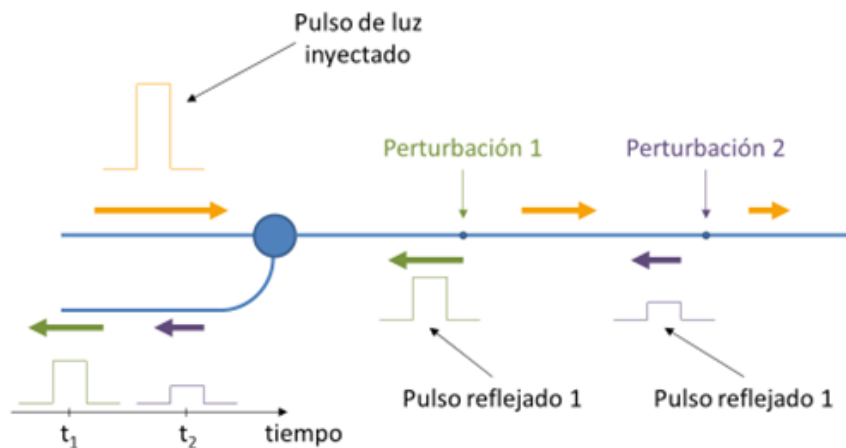 Pulso de luz
inyectado
Perturbación 1
Perturbación 2
Pulso reflejado 1
Pulso reflejado 1
t₁
t₂
tiempo